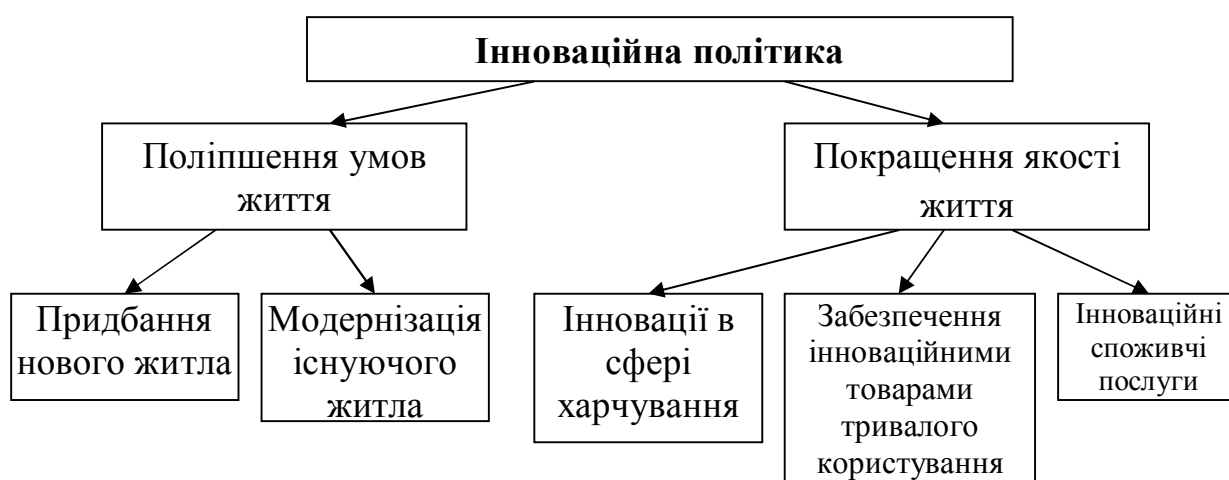 Інноваційна політика
Поліпшення умов
життя
Покращення якості
життя
Придбання
нового житла
Модернізація
існуючого
житла
Інновації в
сфері
харчування
Забезпечення
інноваційними
товарами
тривалого
користування
Інноваційні
споживчі
послуги